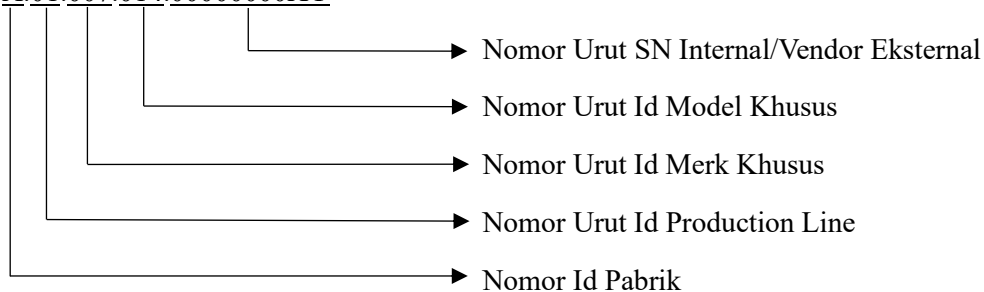 Nomor Urut SN Internal/Vendor Eksternal
Nomor Urut Id Model Khusus
Nomor Urut Id Merk Khusus
Nomor Urut Id Production Line
Nomor Id Pabrik